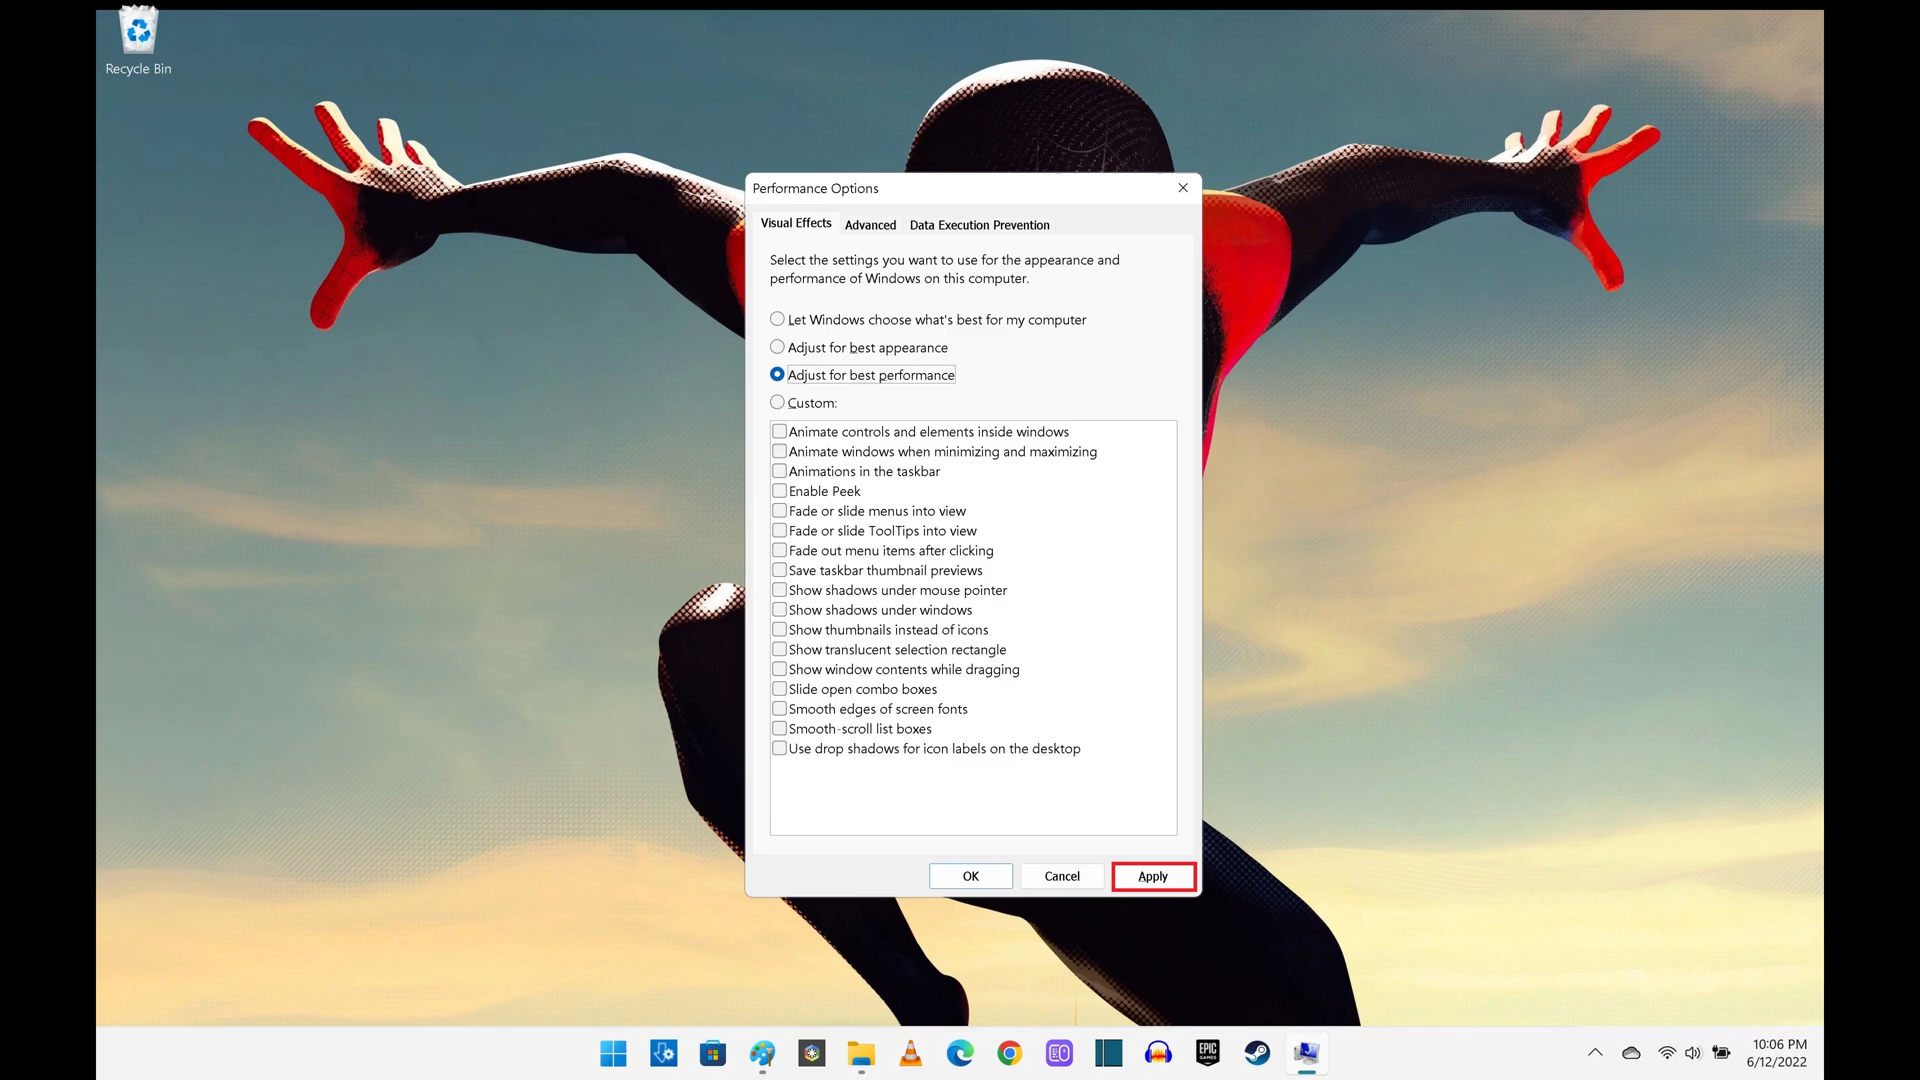 Recycle Bin
Performance Options
Visual Effects
Advanced
Data Execution Prevention
Select the settings you want to use for the appearance and
performance of Windows on this computer.
Let Windows choose what's best for my computer
Adjust for best appearance
Adjust for best performance
Custom:
Animate controls and elements inside windows
Animate windows when minimizing and maximizing
Animations in the taskbar
Enable Peek
Fade or slide menus into view
Fade or slide ToolTips into view
Fade out menu items after clicking
Save taskbar thumbnail previews
Show shadows under mouse pointer
Show shadows under windows
Show thumbnails instead of icons
Show translucent selection rectangle
Show window contents while dragging
Slide open combo boxes
Smooth edges of screen fonts
Smooth-scroll list boxes
Use drop shadows for icon labels on the desktop
OK
Cancel
Apply
EPIC
GAMES
10:06 PM
6/12/2022